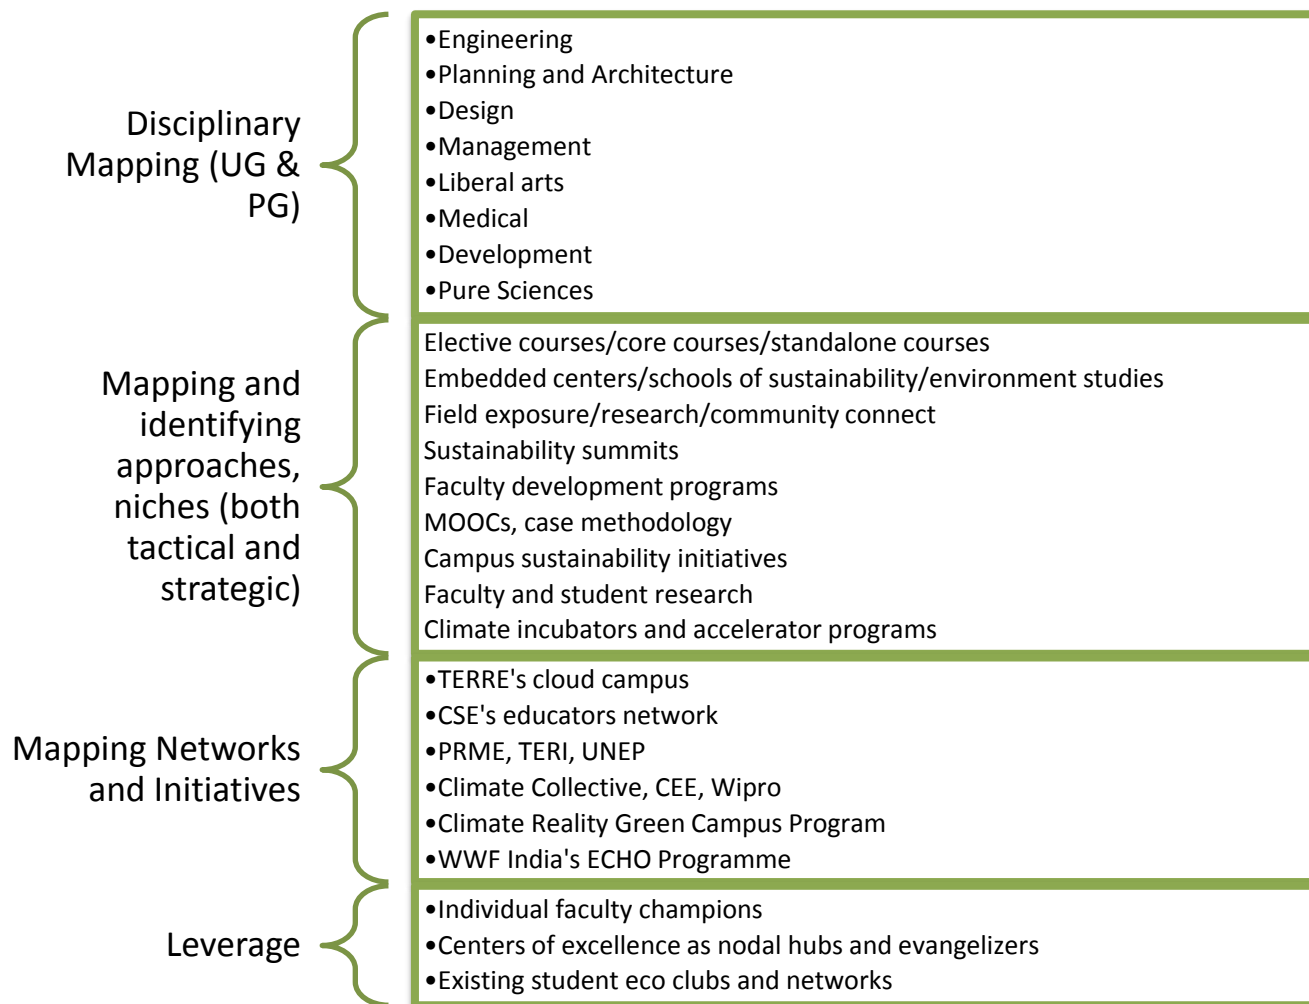 Disciplinary
Mapping (UG &
PG)
•Engineering
•Planning and Architecture
•Design
•Management
•Liberal arts
•Medical
•Development
•Pure Sciences
Mapping and
identifying
approaches,
niches (both
tactical and
strategic)
Elective courses/core courses/standalone courses
Embedded centers/schools of sustainability/environment studies
Field exposure/research/community connect
Sustainability summits
Faculty development programs
MOOCs, case methodology
Campus sustainability initiatives
Faculty and student research
Climate incubators and accelerator programs
Mapping Networks
and Initiatives
•TERRE's cloud campus
•CSE's educators network
•PRME, TERI, UNEP
•Climate Collective, CEE, Wipro
•Climate Reality Green Campus Program
•WWF India's ECHO Programme
Leverage
•Individual faculty champions
•Centers of excellence as nodal hubs and evangelizers
•Existing student eco clubs and networks